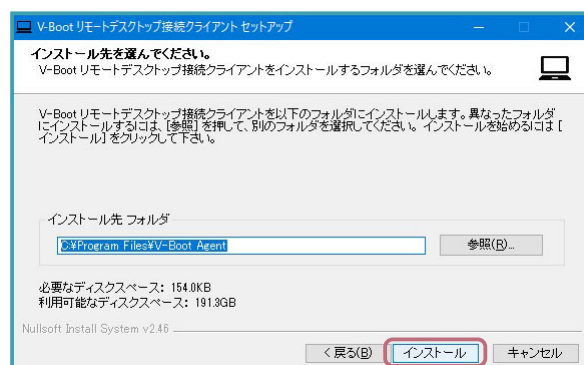 V-Boot リモートデスクトップ接続クライアント セットアップ
インストール先を選んでください。
V-Boot リモートデスクトップ接続クライアントをインストールするフォルダを選んでください。
V-Boot リモートデスクトップ接続クライアントを以下のフォルダにインストールします。異なったフォルダ
にインストールするには、[参照] を押して、別のフォルダを選択してください。 インストールを始めるには [
インストール] をクリックして下さい。
インストール先 フォルダ
C:¥Program Files¥V-Boot Agent
参照(R)...
必要なディスクスペース: 154.0KB
利用可能なディスクスペース: 191.3GB
Nullsoft Install System v2.46
< 戻る(B)
インストール
キャンセル